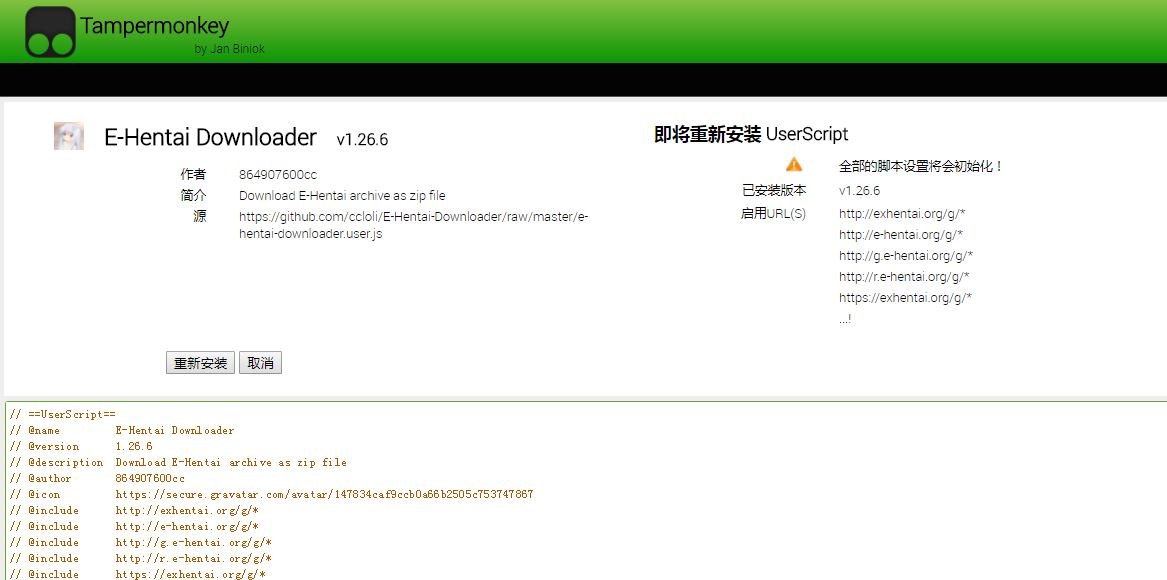 Tampermonkey
by Jan Biniok
E-Hentai Downloader v1.26.6
作者 864907600cc
简介 Download E-Hentai archive as zip file
源 https://github.com/ccloli/E-Hentai-Downloader/raw/master/e-
hentai-downloader.user.js
即将重新安装 UserScript
全部的脚本设置将会初始化！
已安装版本 v1.26.6
启用URL(S) http://exhentai.org/g/*
http://e-hentai.org/g/*
http://g.e-hentai.org/g/*
http://r.e-hentai.org/g/*
https://exhentai.org/g/*
...!
重新安装 取消
// ==UserScript==
// @name E-Hentai Downloader
// @version 1.26.6
// @description Download E-Hentai archive as zip file
// @author 864907600cc
// @icon https://secure.gravatar.com/avatar/147834caf9ccb0a66b2505c753747867
// @include http://exhentai.org/g/*
// @include http://e-hentai.org/g/*
// @include http://g.e-hentai.org/g/*
// @include http://r.e-hentai.org/g/*
// @include https://exhentai.org/g/*